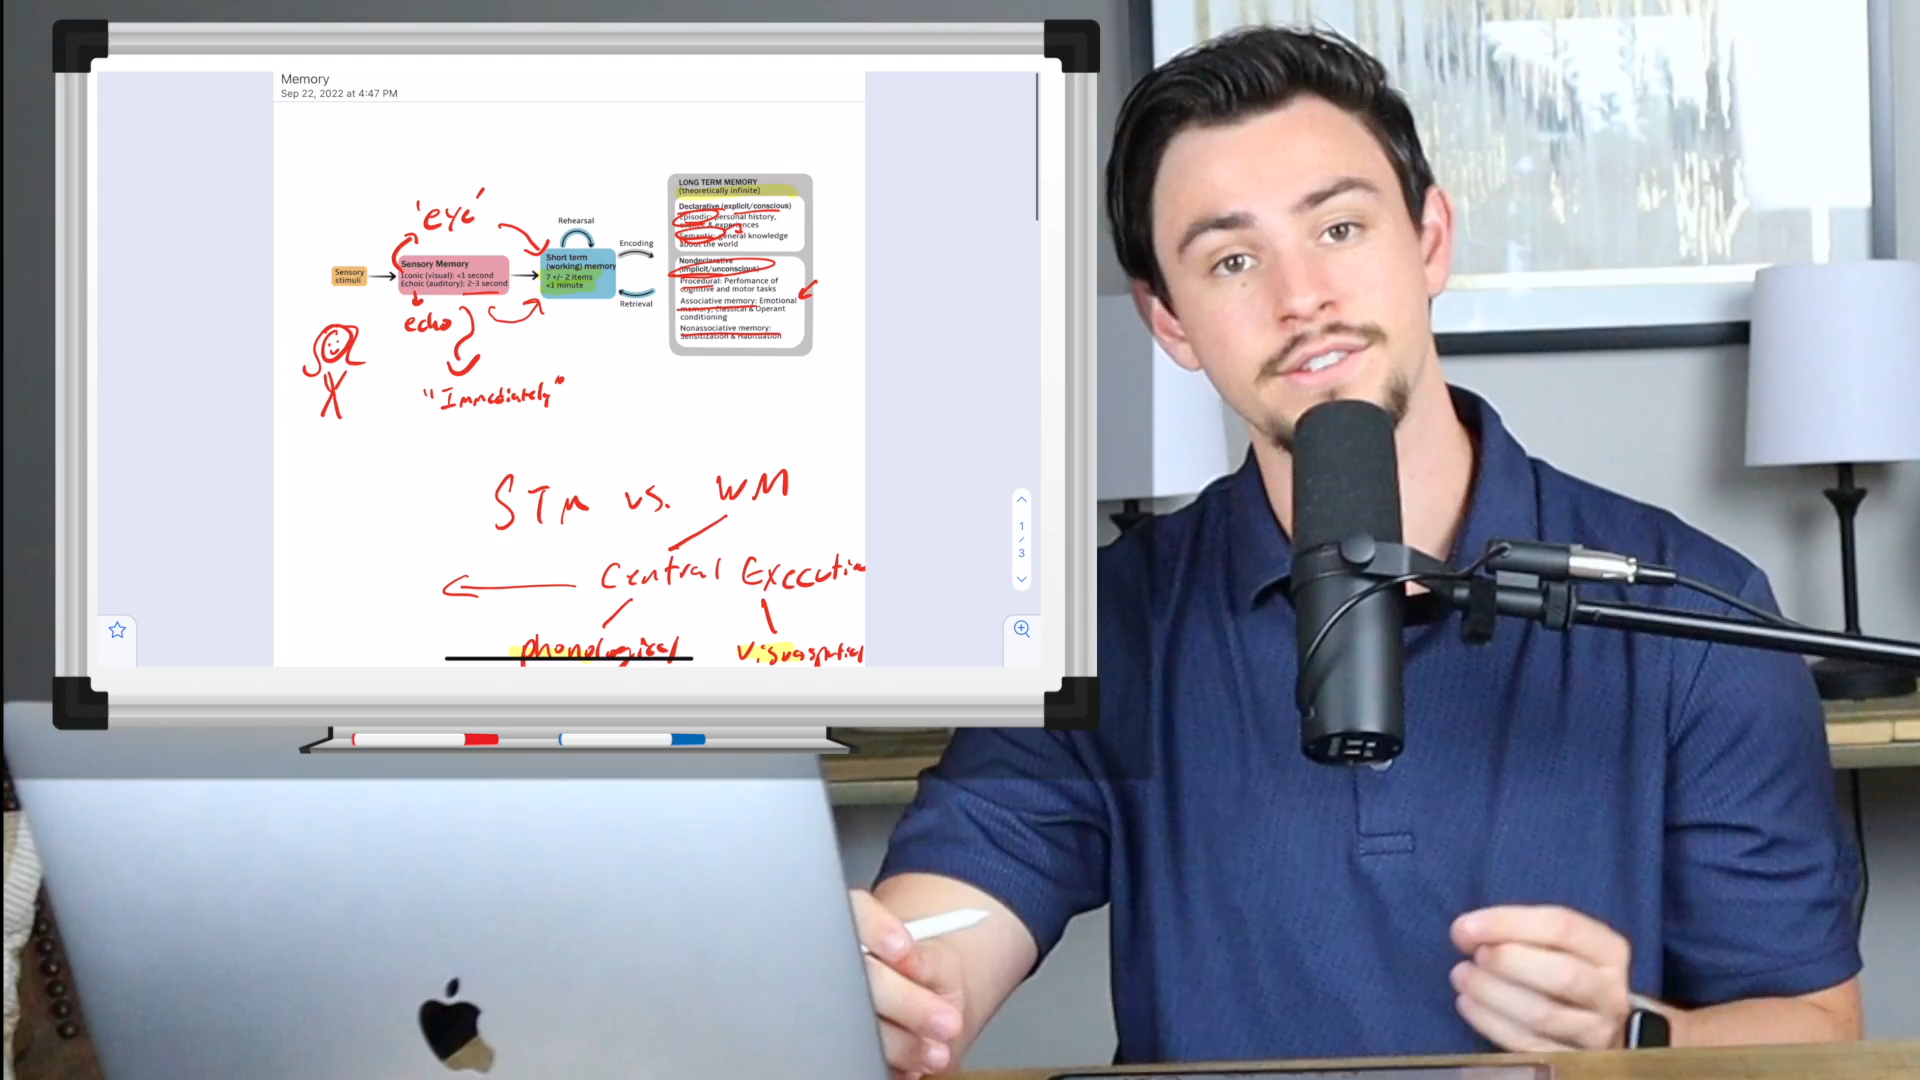 Memory
Sep 22, 2022 at 4:47 PM
LONG TERM MEMORY
(theoretically infinite)
Declarative (explicit/conscious)
Episodic: personal history,
& experiences
Semantic: general knowledge
about the world
Nondeclarative
(implicit/unconscious)
Procedural: Perfomance of
cognitive and motor tasks
Associative memory: Emotional
memory, Classical & Operant
conditioning
Nonassociative memory:
Sensitization & Habituation
'eye'
Rehearsal
Encoding
Sensory
stimuli
Sensory Memory
Iconic (visual): <1 second
Echoic (auditory): 2-3 second
Short term
(working) memory
7 +/- 2 items
<1 minute
Retrieval
echo
"Immediately"
STM vs. WM
Central Executive
phonological visuospatial
1
/
3